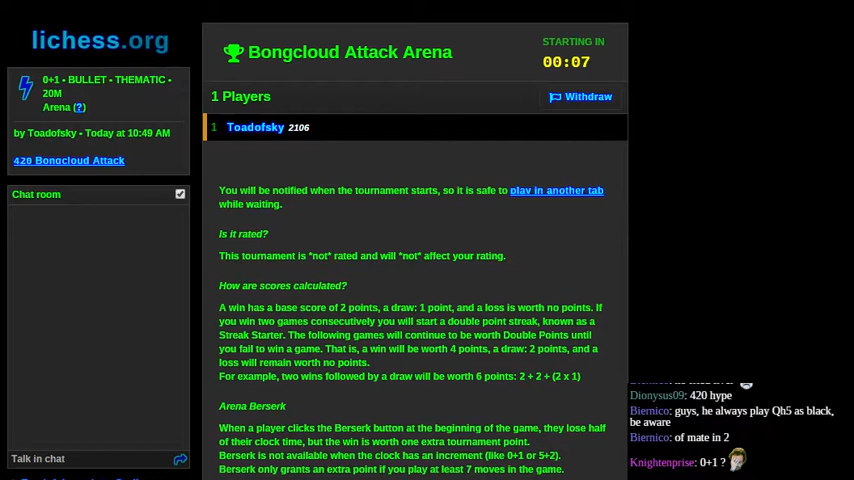 lichess.org
0+1 • BULLET • THEMATIC •
20M
Arena (?)
by Toadofsky • Today at 10:49 AM
420 Bongcloud Attack
Chat room
Talk in chat
Bongcloud Attack Arena
STARTING IN
00:07
1 Players
Withdraw
1 Toadofsky 2106
You will be notified when the tournament starts, so it is safe to play in another tab
while waiting.
Is it rated?
This tournament is *not* rated and will *not* affect your rating.
How are scores calculated?
A win has a base score of 2 points, a draw: 1 point, and a loss is worth no points. If
you win two games consecutively you will start a double point streak, known as a
Streak Starter. The following games will continue to be worth Double Points until
you fail to win a game. That is, a win will be worth 4 points, a draw: 2 points, and a
loss will remain worth no points.
For example, two wins followed by a draw will be worth 6 points: 2 + 2 + (2 x 1)
Arena Berserk
When a player clicks the Berserk button at the beginning of the game, they lose half
of their clock time, but the win is worth one extra tournament point.
Berserk is not available when the clock has an increment (like 0+1 or 5+2).
Berserk only grants an extra point if you play at least 7 moves in the game.
Dionysus09: 420 hype
Biernico: guys, he always play Qh5 as black,
be aware
Biernico: of mate in 2
Knightenprise: 0+1 ?